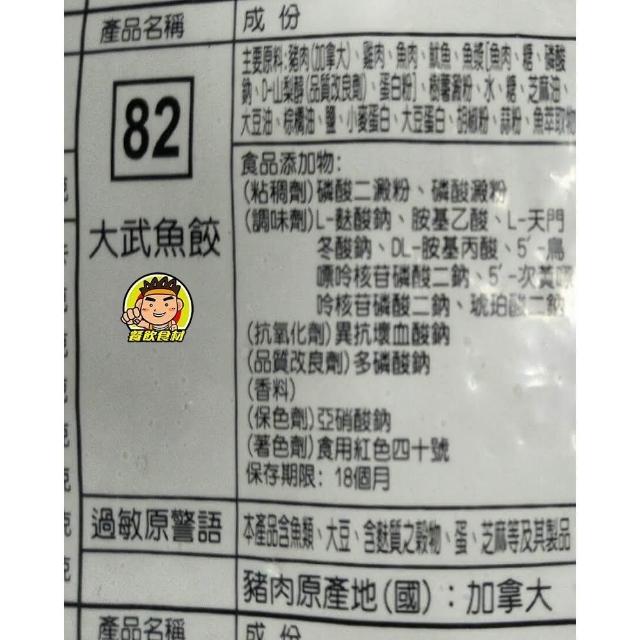 產品名稱
成份
82
大武魚餃
餐飲食材
主要原料:豬肉(加拿大)、雞肉、魚肉、魷魚、魚漿[魚肉、糖、磷酸
鈉、D-山梨醇(品質改良劑)、蛋白粉]、樹薯澱粉、水、糖、芝麻油、
大豆油、棕櫚油、鹽、小麥蛋白、大豆蛋白、胡椒粉、蒜粉、魚萃取物
食品添加物:
(粘稠劑)磷酸二澱粉、磷酸澱粉
(調味劑)L-麩酸鈉、胺基乙酸、L-天門
冬酸鈉、DL-胺基丙酸、5´-鳥
嘌呤核苷磷酸二鈉、5´-次黃嘌
呤核苷磷酸二鈉、琥珀酸二鈉
(抗氧化劑)異抗壞血酸鈉
(品質改良劑)多磷酸鈉
(香料)
(保色劑)亞硝酸鈉
(著色劑)食用紅色四十號
保存期限: 18個月
過敏原警語
本產品含魚類、大豆、含麩質之穀物、蛋、芝麻等及其製品
豬肉原產地(國):加拿大
產品名稱
成份
克
克
克
克
克
克